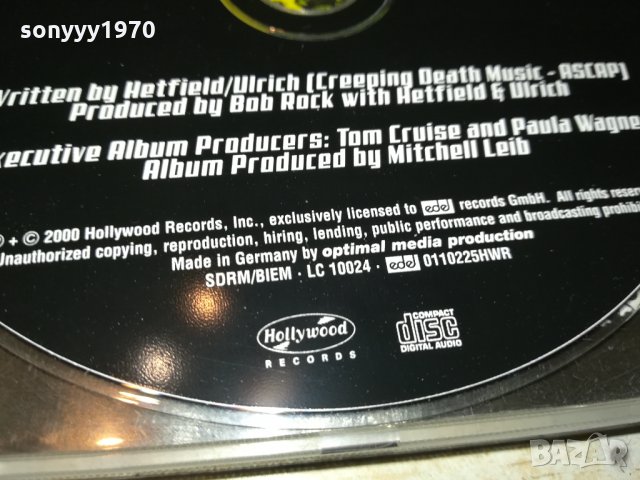 sonyyy1970
Written by Hetfield/Ulrich (Creeping Death Music - ASCAP)
Produced by Bob Rock with Hetfield & Ulrich
Executive Album Producers: Tom Cruise and Paula Wagne
Album Produced by Mitchell Leib
℗ + © 2000 Hollywood Records, Inc., exclusively licensed to edel records GmbH. All rights reser
Unauthorized copying, reproduction, hiring, lending, public performance and broadcasting prohibi
Made in Germany by optimal media production
SDRM/BIEM · LC 10024 · edel 0110225HWR
Hollywood
RECORDS
COMPACT
disc
DIGITAL AUDIO
BAZAR